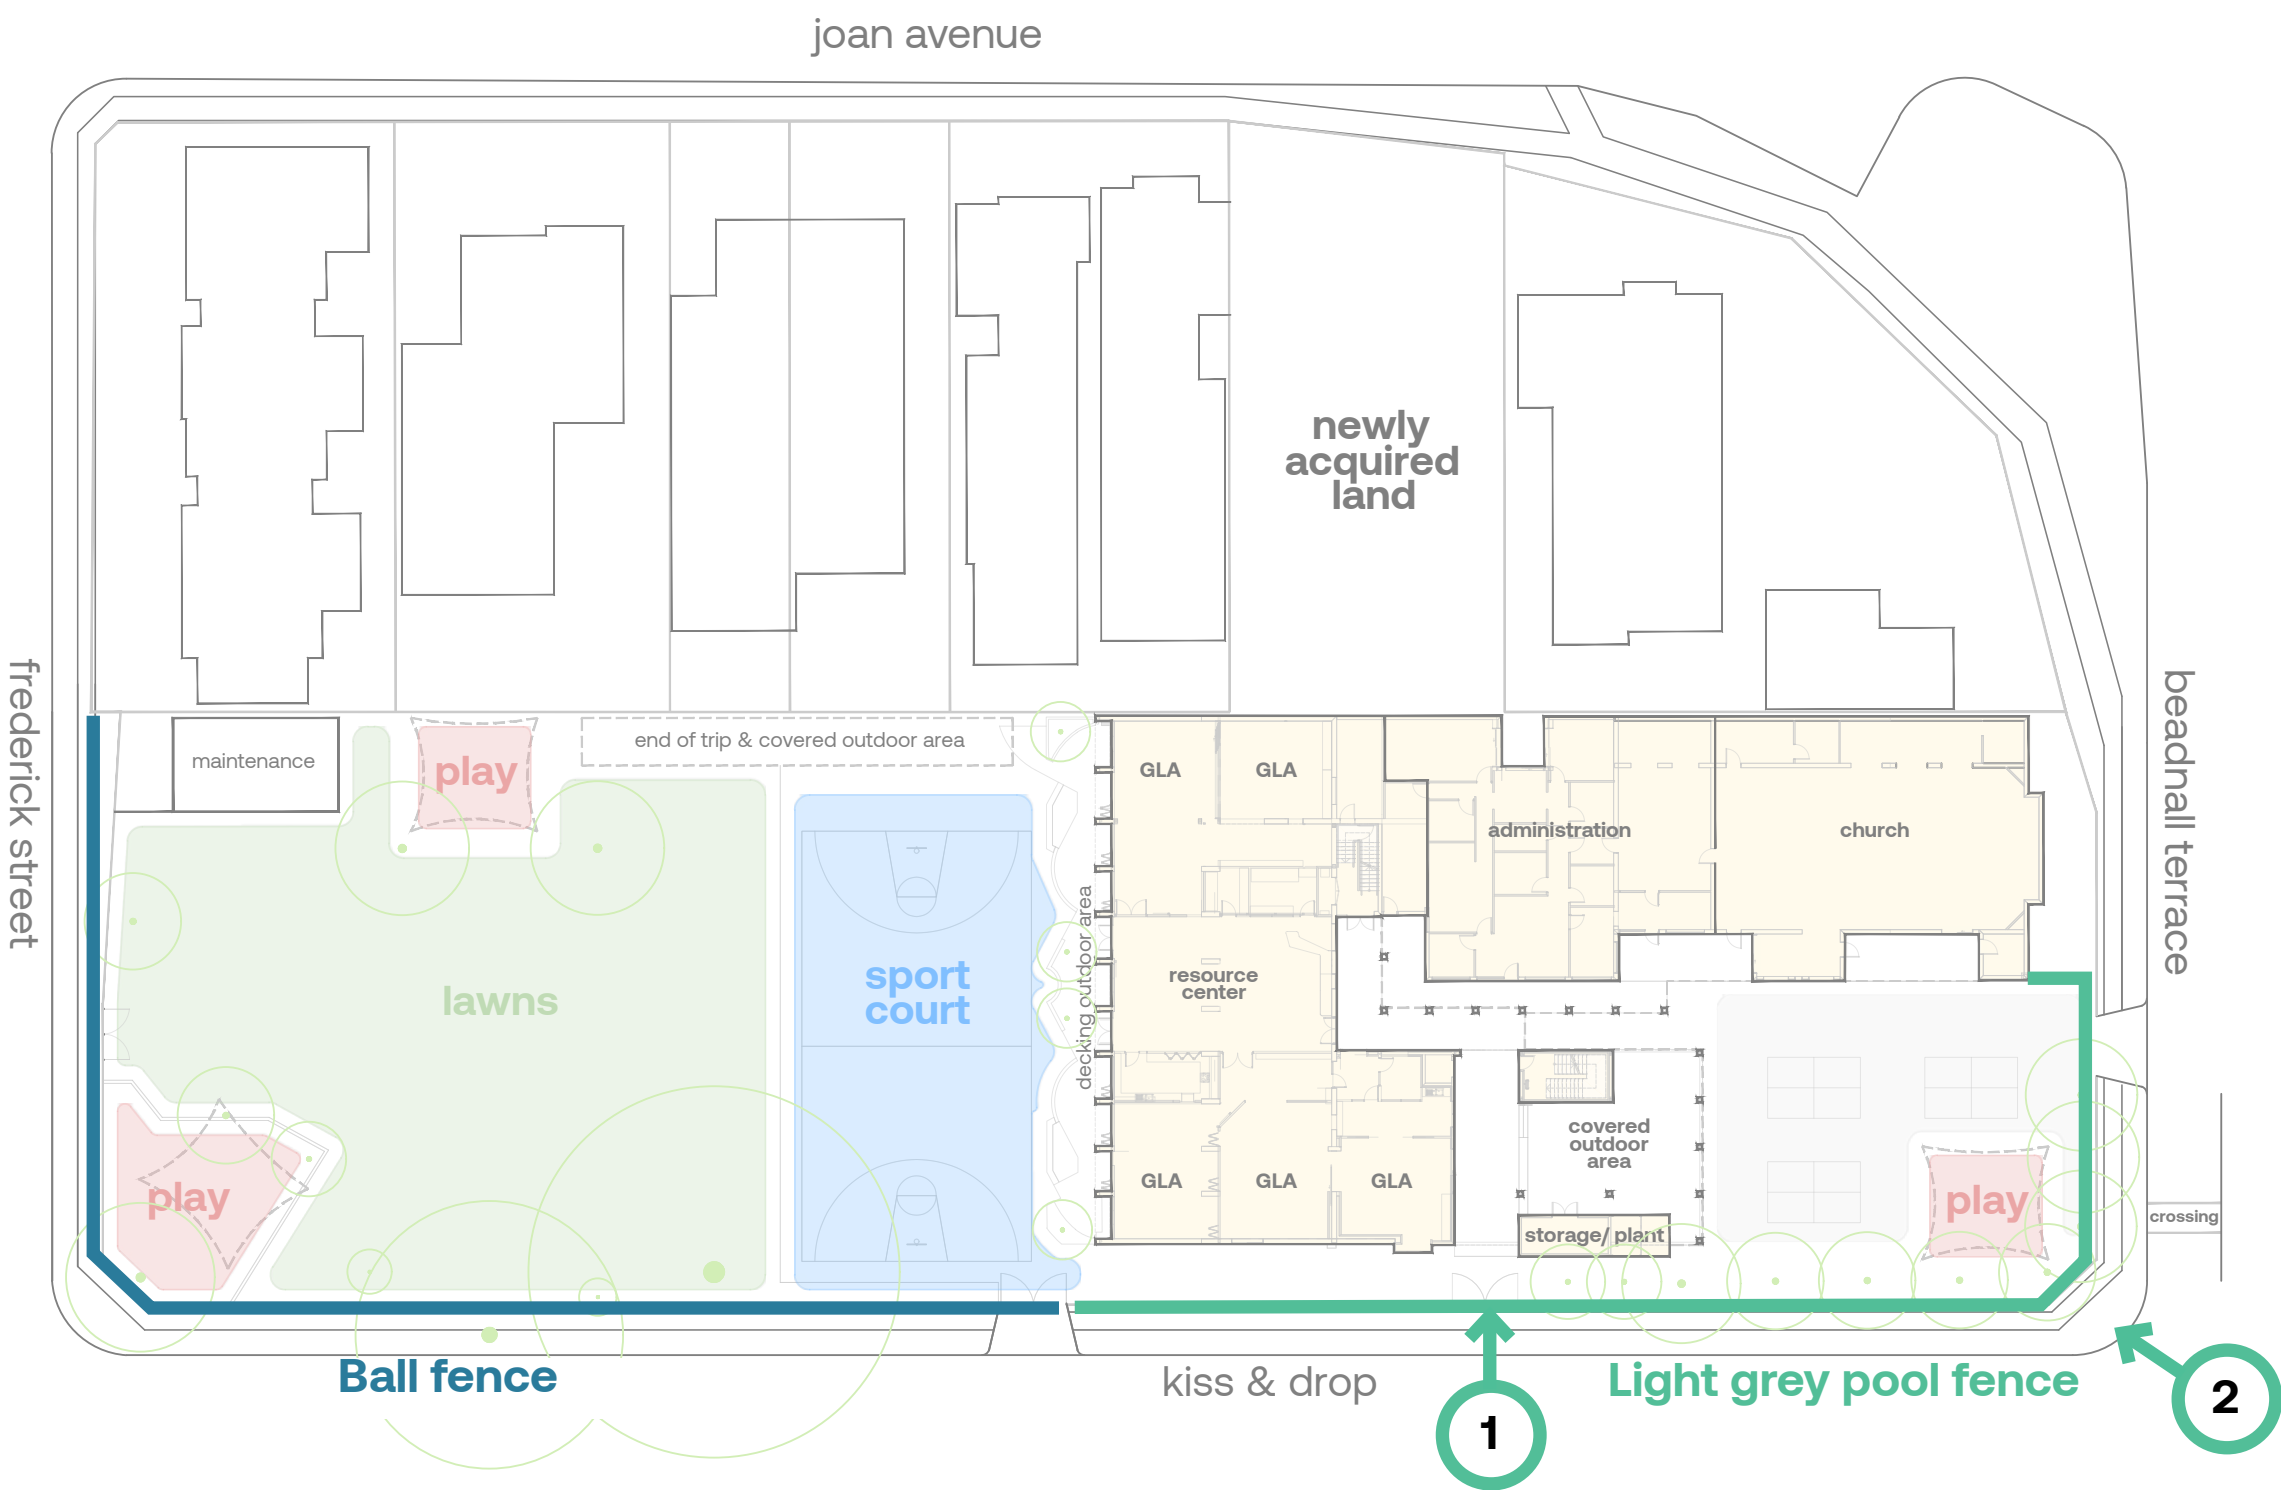 joan avenue
newly
acquired
land
frederick street
beadnall terrace
maintenance
play
end of trip & covered outdoor area
GLA
GLA
administration
church
decking outdoor area
lawns
sport
court
resource
center
play
GLA
GLA
GLA
covered
outdoor
area
storage/ plant
play
crossing
Ball fence
kiss & drop
Light grey pool fence
1
2